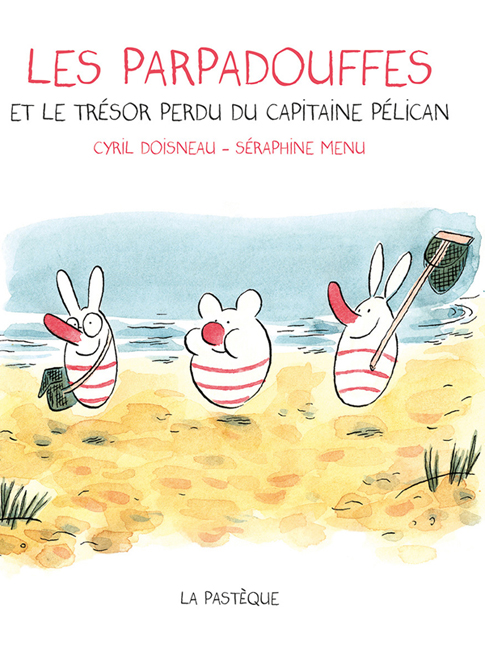 LES PARPADOUFFES
ET LE TRÉSOR PERDU DU CAPITAINE PÉLICAN
CYRIL DOISNEAU - SÉRAPHINE MENU
LA PASTÈQUE